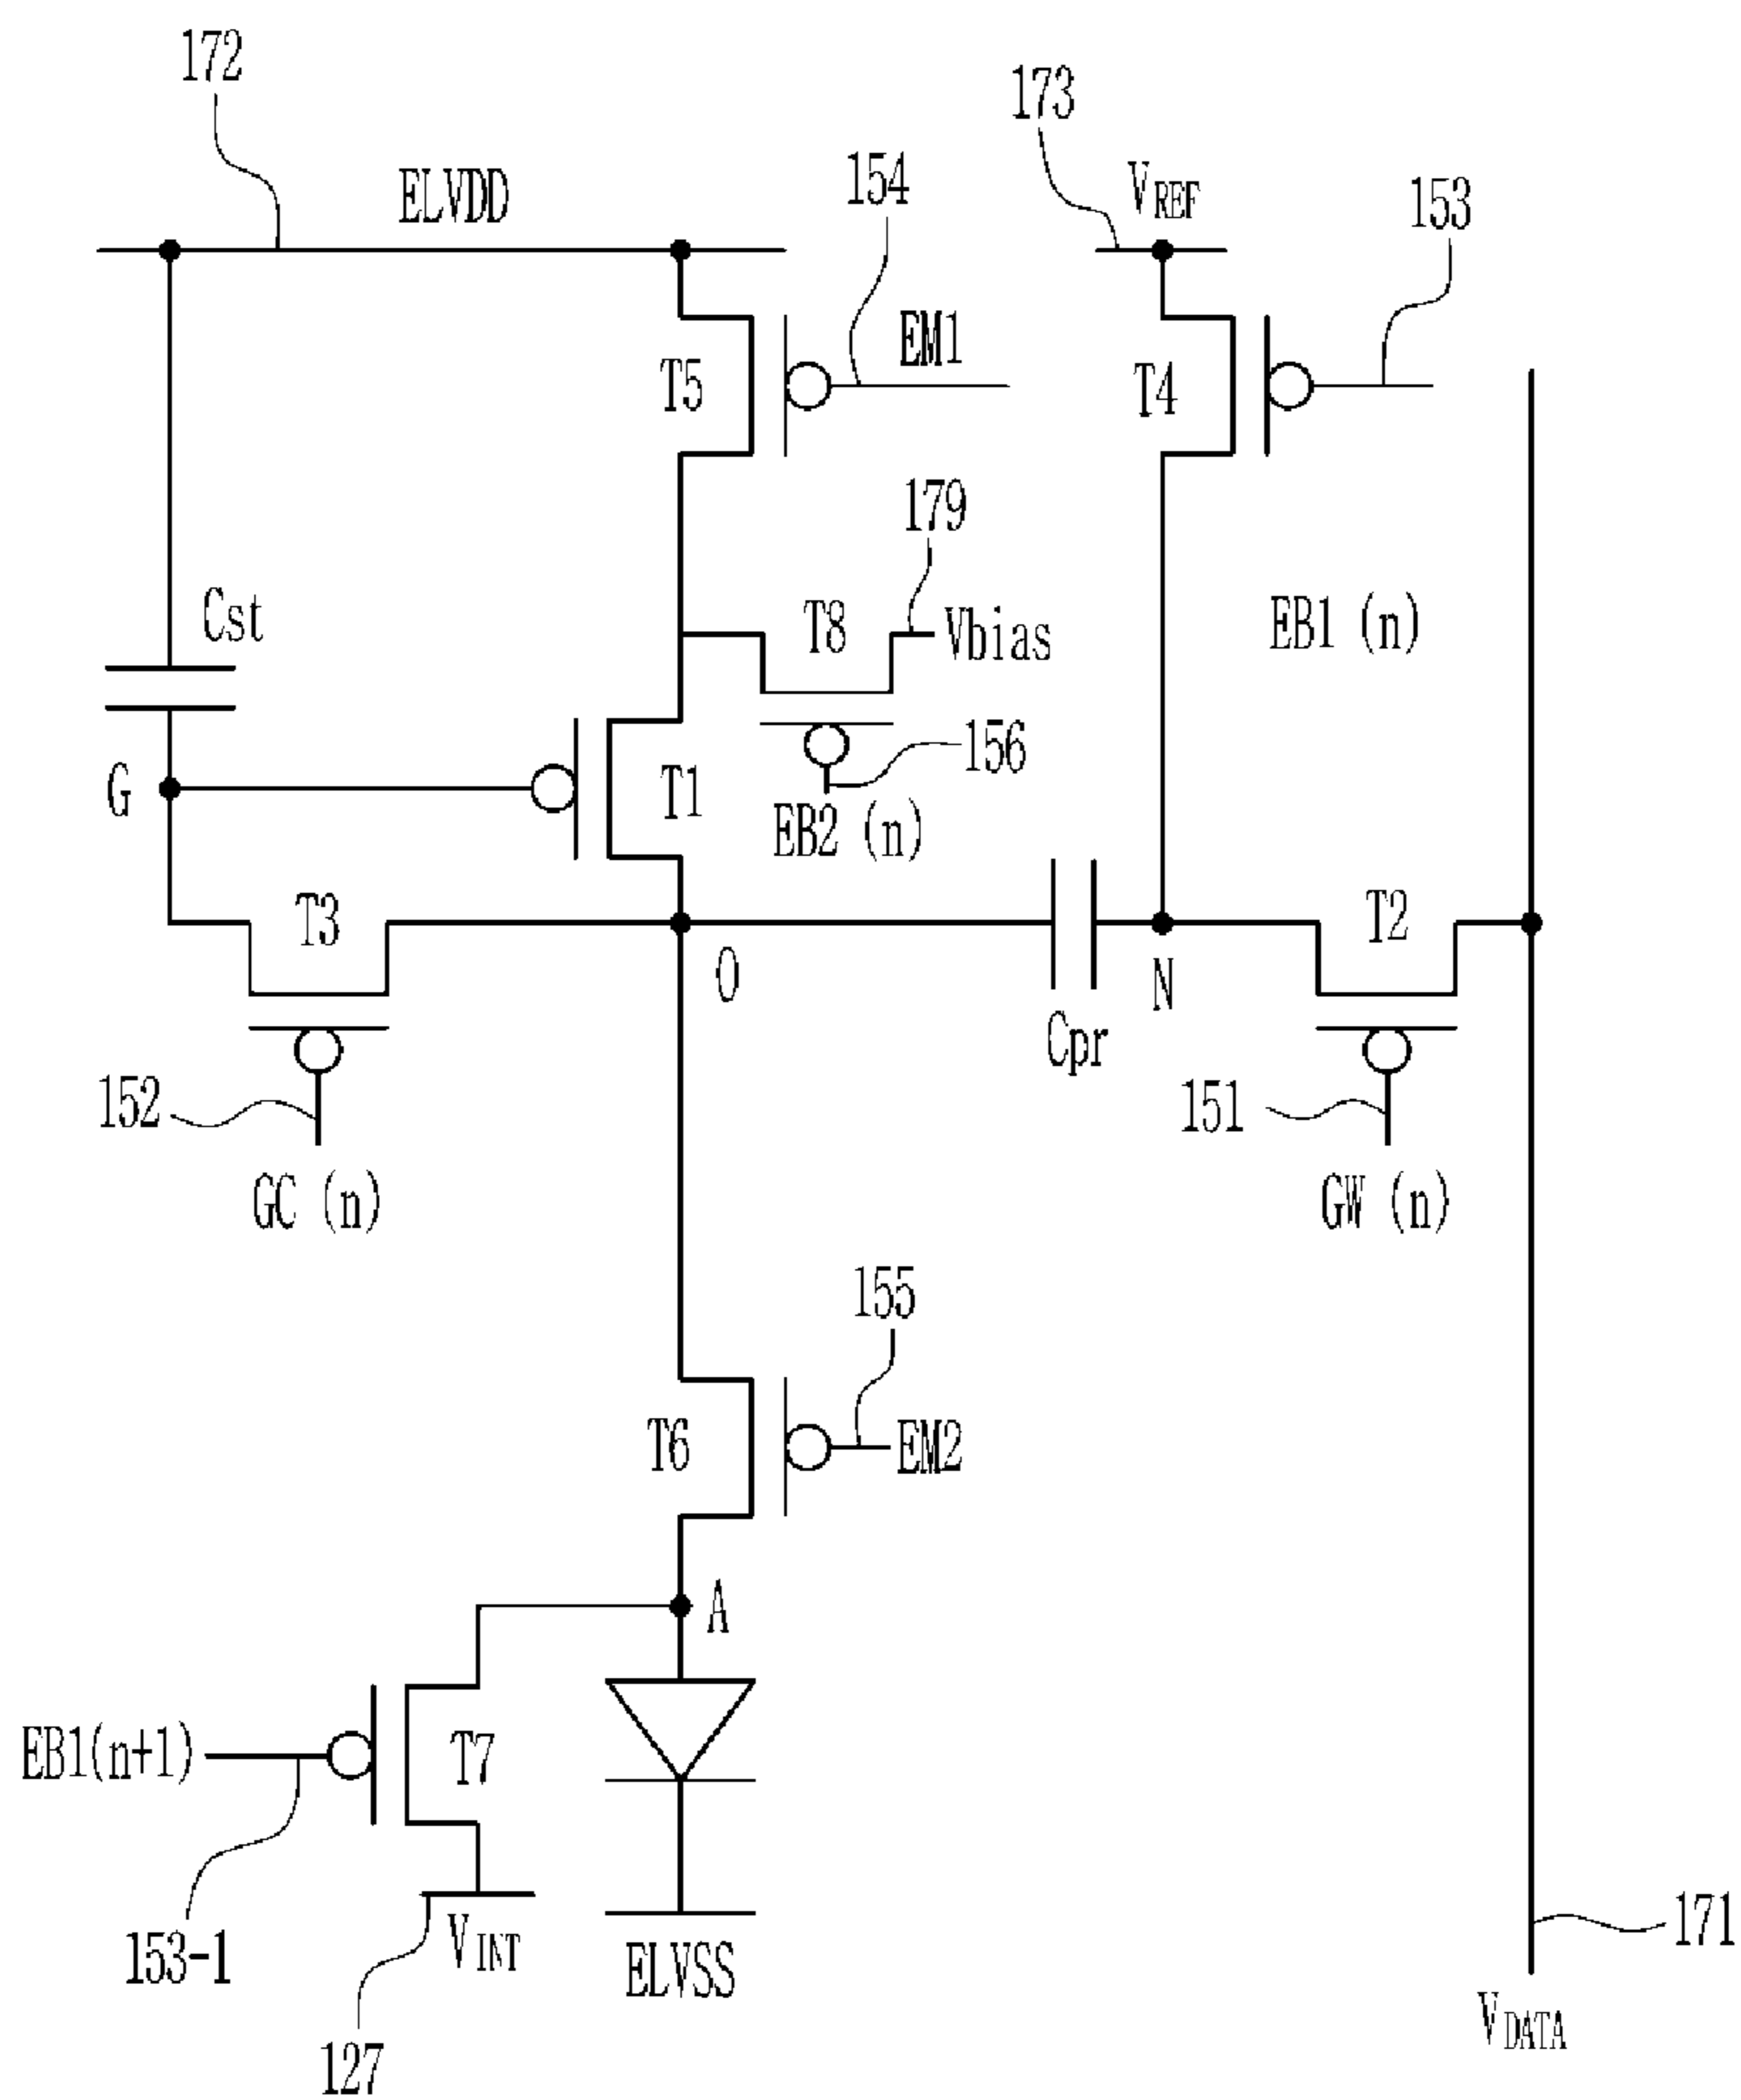 172
173
ELVDD
154
VREF
153
EM1
T5
T4
179
Cst
T8
Vbias
EB1 (n)
156
G
T1
EB2 (n)
T3
T2
O
N
Cpr
152
151
GC (n)
GW (n)
155
T6
EM2
A
EB1(n+1)
T7
153-1
VINT
ELVSS
171
VDATA
127